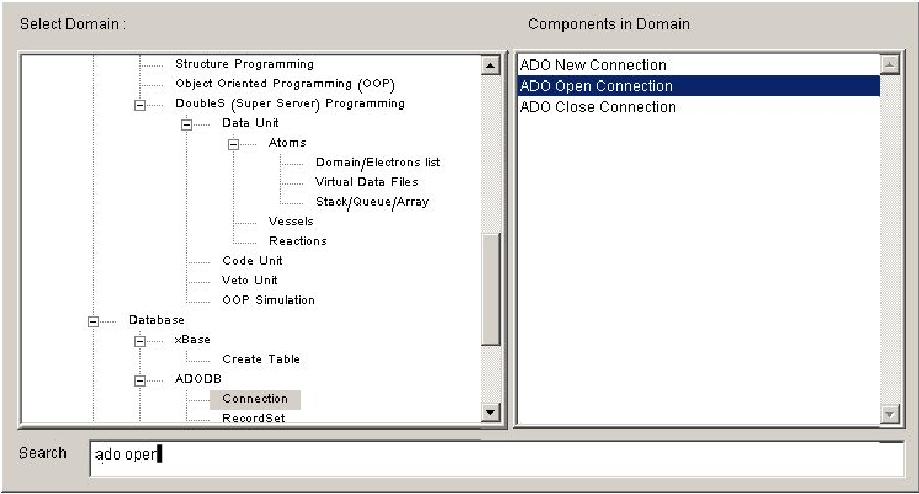 Select Domain :
Components in Domain
Structure Programming
Object Oriented Programming (OOP)
DoubleS (Super Server) Programming
Data Unit
Atoms
Domain/Electrons list
Virtual Data Files
Stack/Queue/Array
Vessels
Reactions
Code Unit
Veto Unit
OOP Simulation
Database
xBase
Create Table
ADODB
Connection
RecordSet
ADO New Connection
ADO Open Connection
ADO Close Connection
Search
ado open